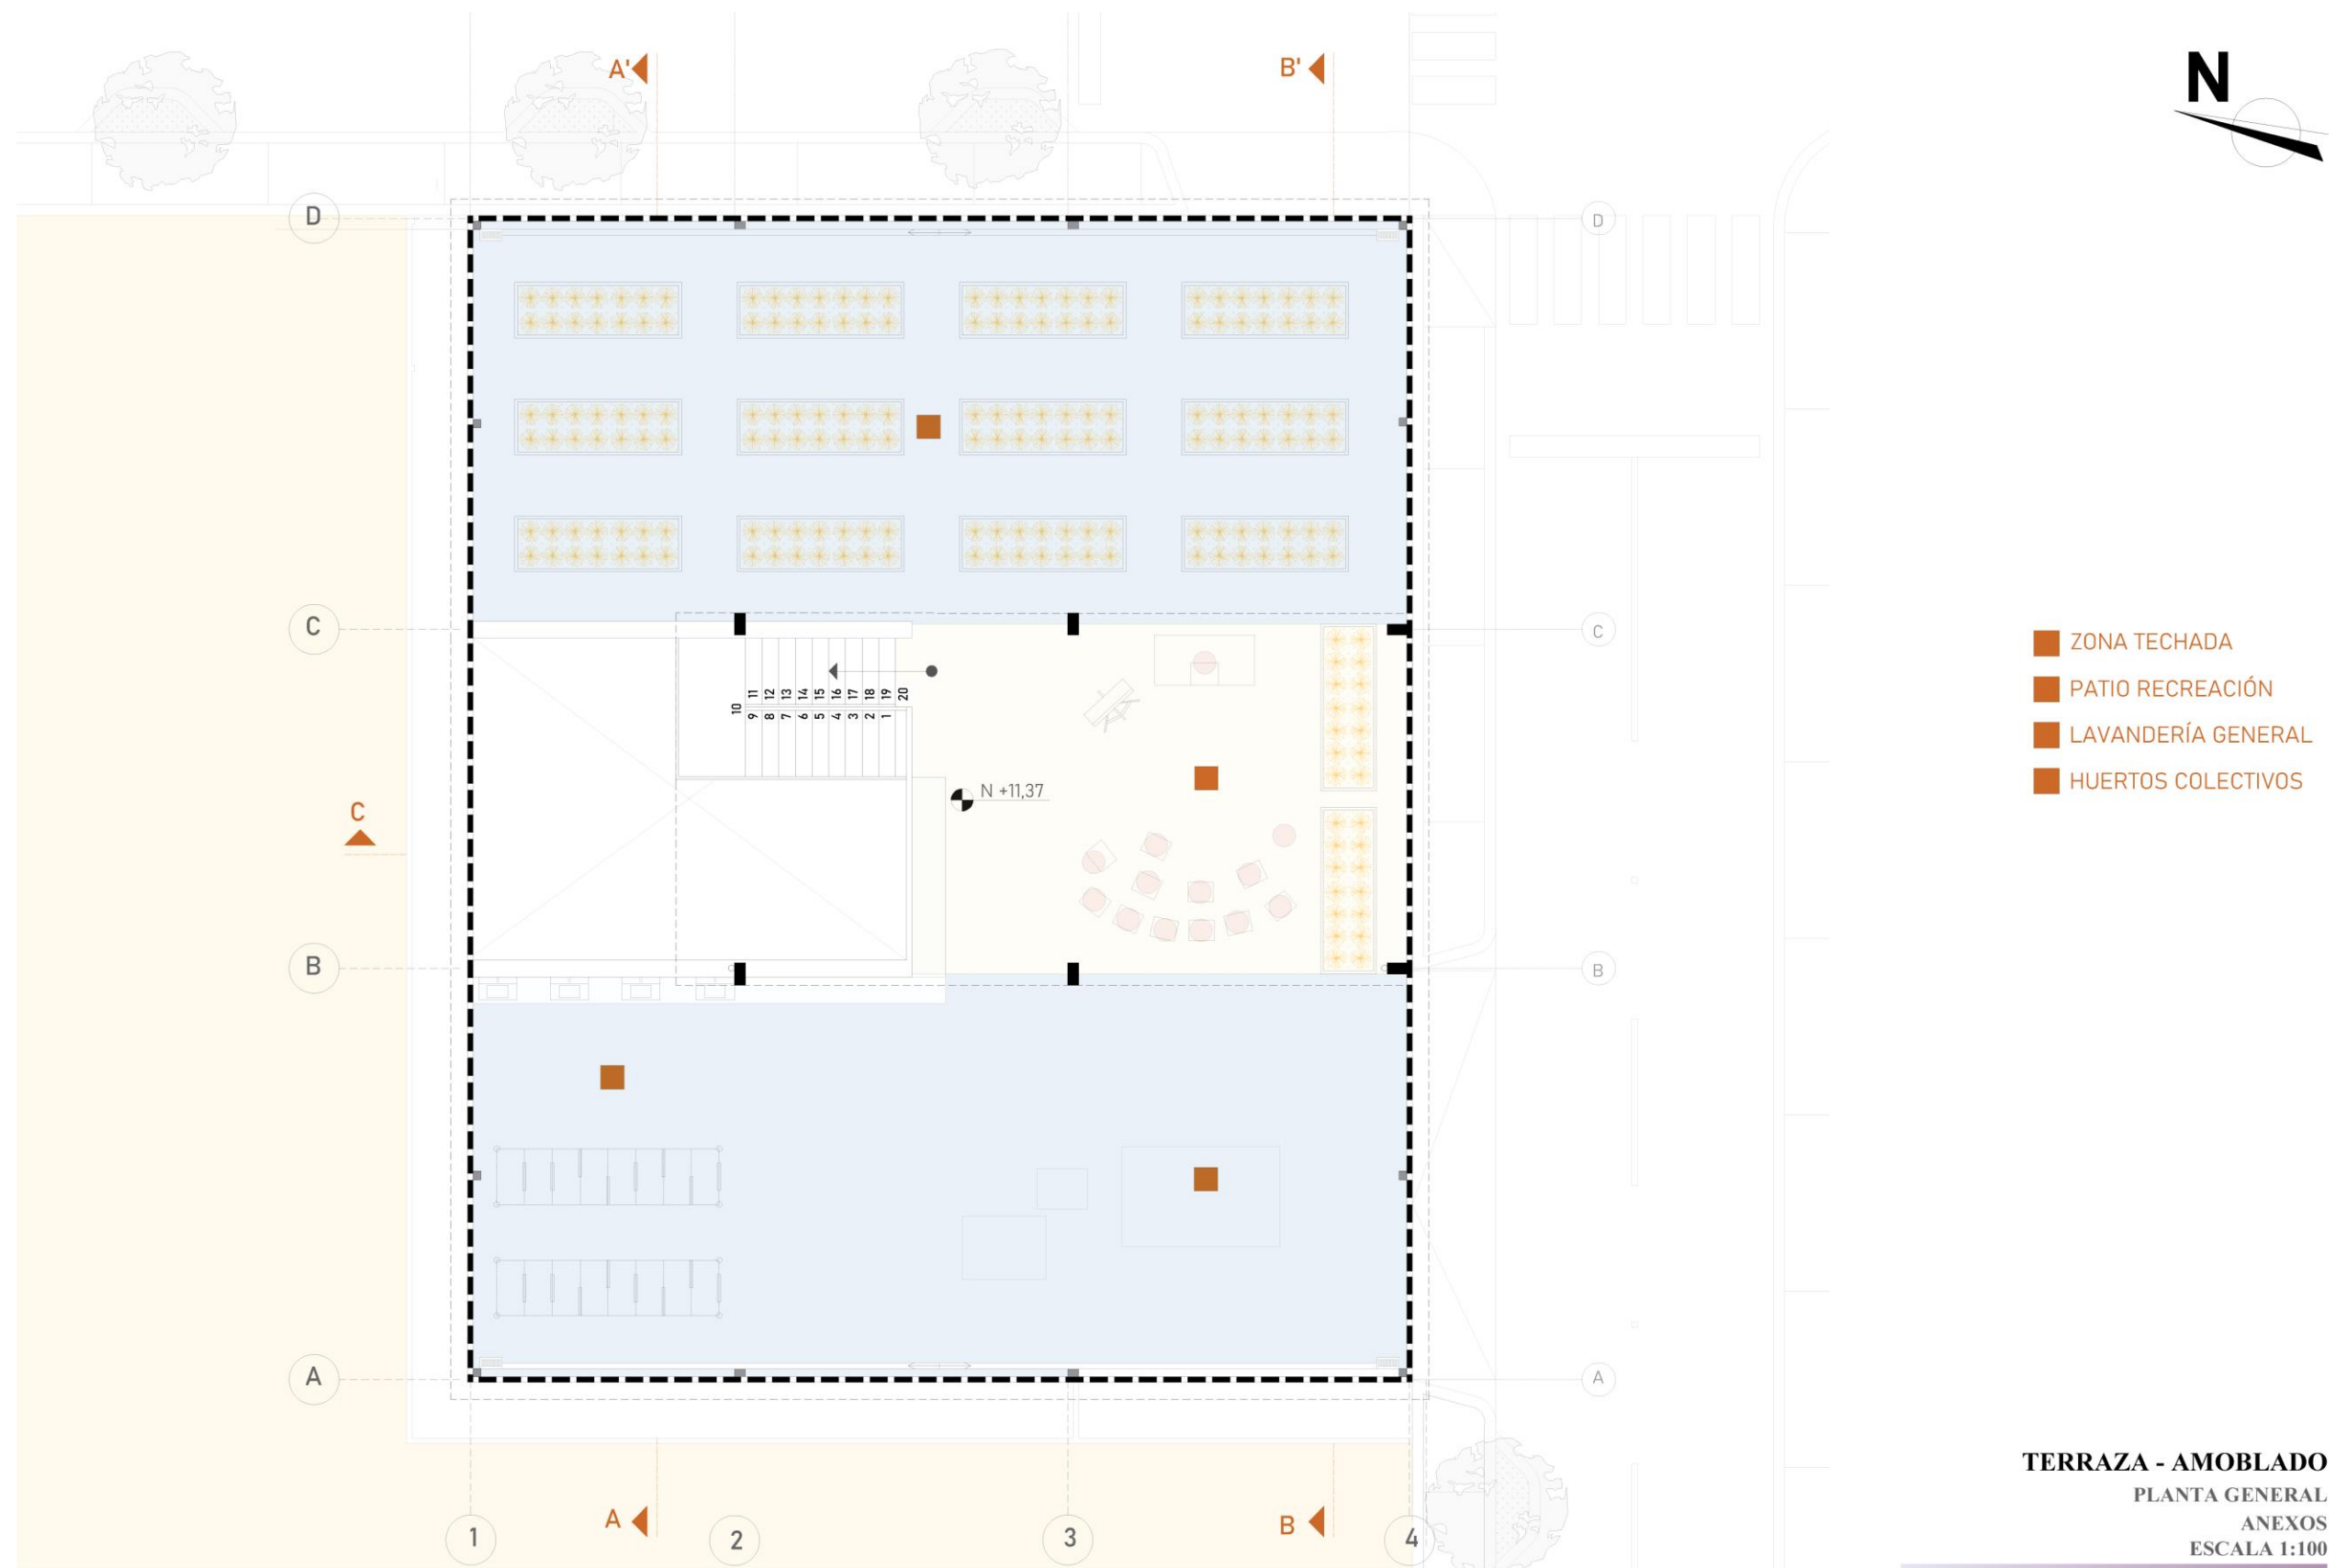 A'
B'
N
D
D
C
C
11
12
13
14
15
16
17
18
19
20
10
9
8
7
6
5
4
3
2
1
N +11,37
C
B
B
A
A
ZONA TECHADA
PATIO RECREACIÓN
LAVANDERÍA GENERAL
HUERTOS COLECTIVOS
A
B
1
2
3
4
TERRAZA - AMOBLADO
PLANTA GENERAL
ANEXOS
ESCALA 1:100